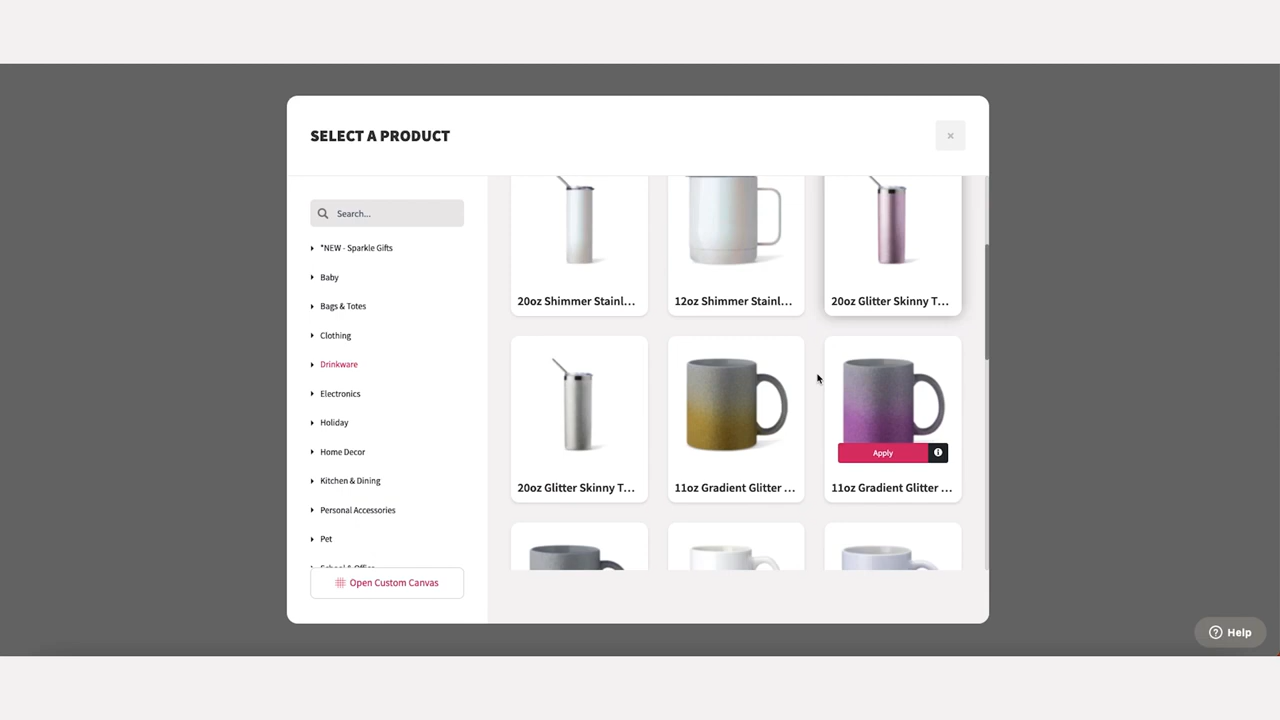 SELECT A PRODUCT
×
Search...
*NEW - Sparkle Gifts
Baby
Bags & Totes
Clothing
Drinkware
Electronics
Holiday
Home Decor
Kitchen & Dining
Personal Accessories
Pet
School & Office
Open Custom Canvas
20oz Shimmer Stainl...
12oz Shimmer Stainl...
20oz Glitter Skinny T...
20oz Glitter Skinny T...
11oz Gradient Glitter ...
Apply
11oz Gradient Glitter ...
Help